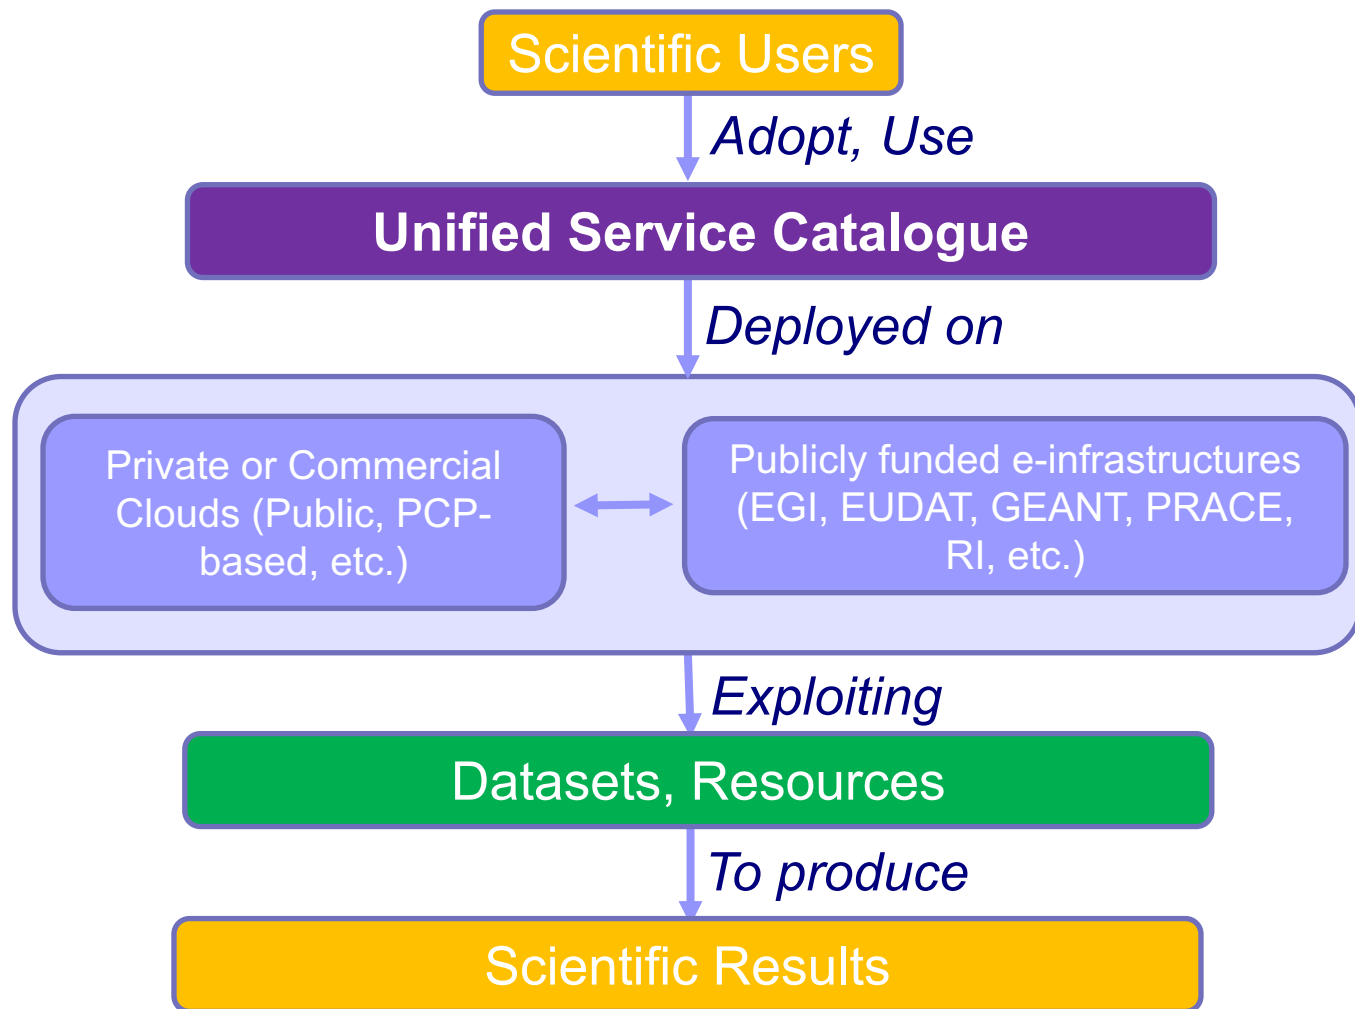 Scientific Users
Adopt, Use
Unified Service Catalogue
Deployed on
Private or Commercial
Clouds (Public, PCP-
based, etc.)
Publicly funded e-infrastructures
(EGI, EUDAT, GEANT, PRACE,
RI, etc.)
Exploiting
Datasets, Resources
To produce
Scientific Results